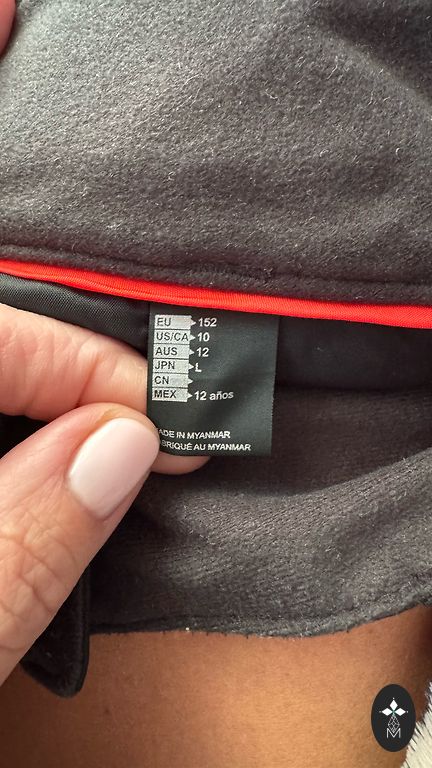 EU 152
US/CA 10
AUS 12
JPN L
CN
MEX 12 años
ADE IN MYANMAR
BRIQUÉ AU MYANMAR
M